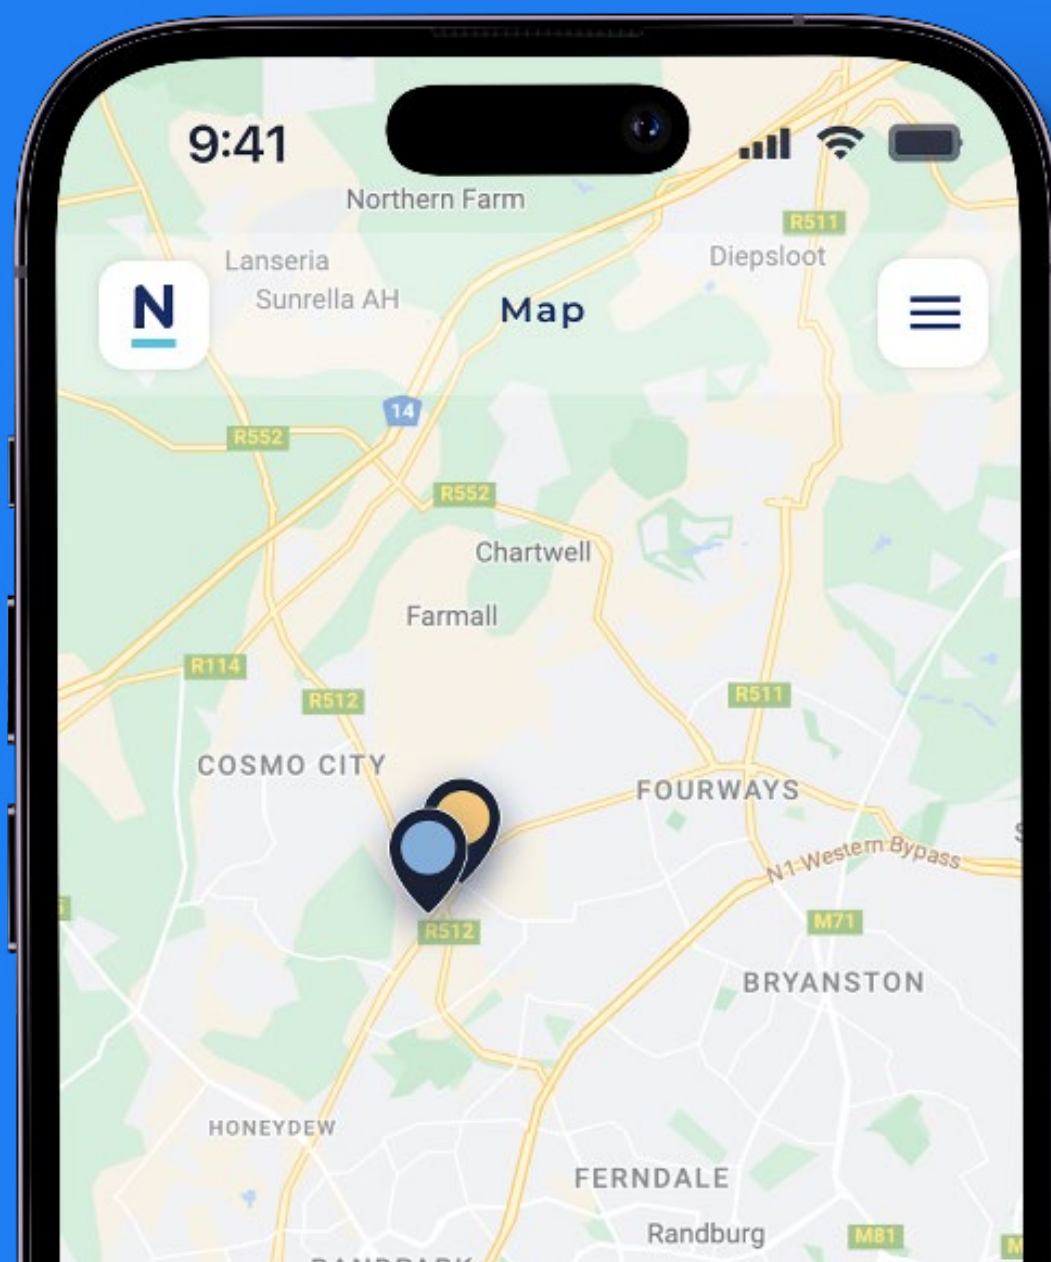 9:41
Northern Farm
R511
Lanseria
Diepsloot
Sunrella AH
N
Map
14
R552
R552
Chartwell
Farmall
R114
R512
R511
COSMO CITY
FOURWAYS
N1 Western Bypass
M71
R512
BRYANSTON
HONEYDEW
FERNDALE
Randburg
M81